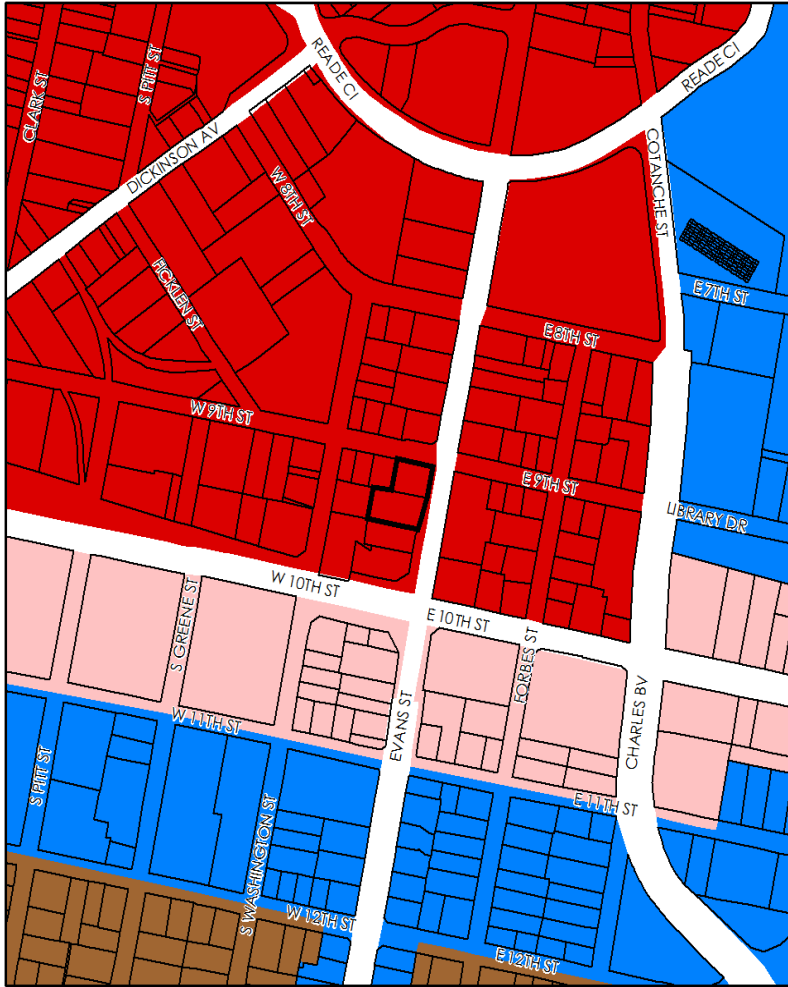 READE CI
READE CI
S PITT ST
CLARK ST
DICKINSON AV
COTANCHE ST
W 8TH ST
E 7TH ST
FICKLEN ST
E 8TH ST
W 9TH ST
E 9TH ST
LIBRARY DR
W 10TH ST
E 10TH ST
S GREENE ST
FORBES ST
EVANS ST
CHARLES BV
W 11TH ST
S PITT ST
E 11TH ST
S WASHINGTON ST
W 12TH ST
E 12TH ST